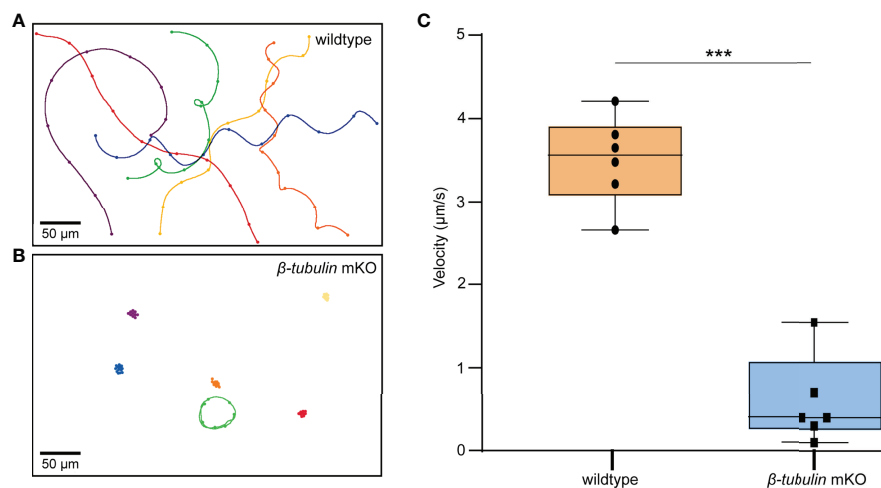 A
wildtype
50 µm
B
β-tubulin mKO
50 µm
C
5
4
3
2
1
0
Velocity (µm/s)
***
wildtype
β-tubulin mKO